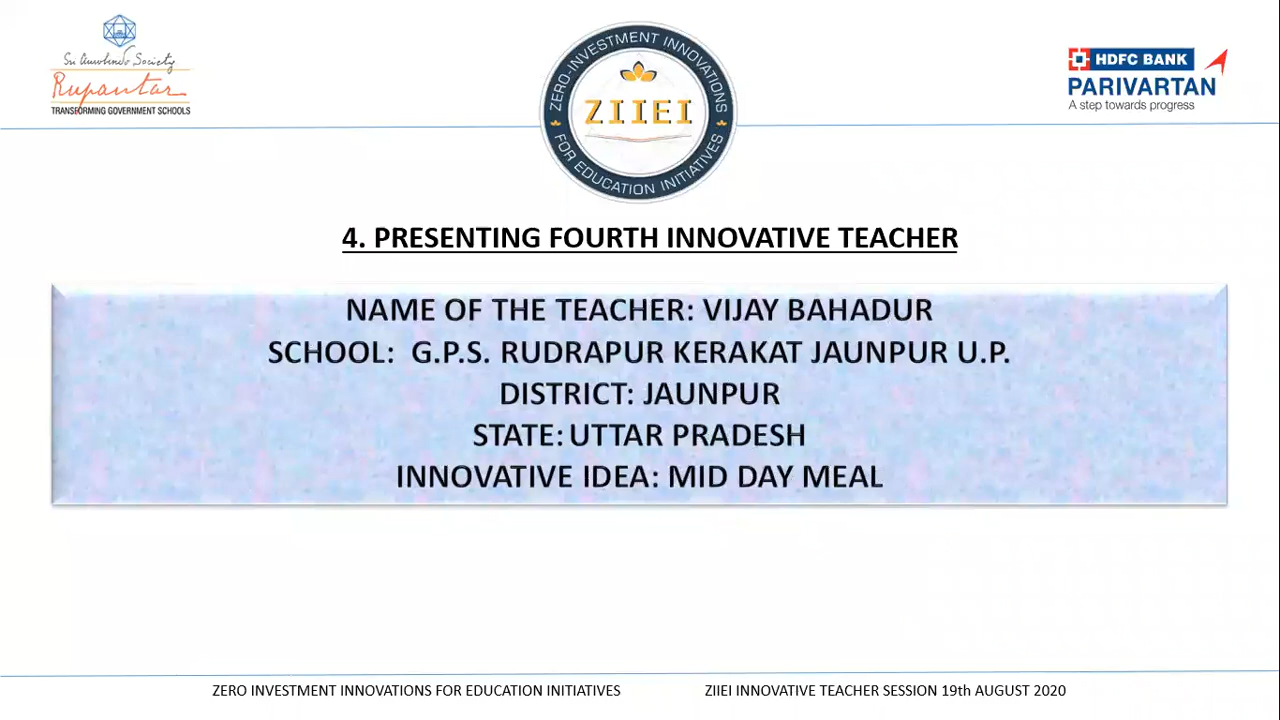 Sri Aurobindo Society
Rupantar
TRANSFORMING GOVERNMENT SCHOOLS
ZERO-INVESTMENT INNOVATIONS
ZIIEI
FOR EDUCATION INITIATIVES
HDFC BANK
PARIVARTAN
A step towards progress
4. PRESENTING FOURTH INNOVATIVE TEACHER
NAME OF THE TEACHER: VIJAY BAHADUR
SCHOOL: G.P.S. RUDRAPUR KERAKAT JAUNPUR U.P.
DISTRICT: JAUNPUR
STATE: UTTAR PRADESH
INNOVATIVE IDEA: MID DAY MEAL
ZERO INVESTMENT INNOVATIONS FOR EDUCATION INITIATIVES
ZIIEI INNOVATIVE TEACHER SESSION 19th AUGUST 2020